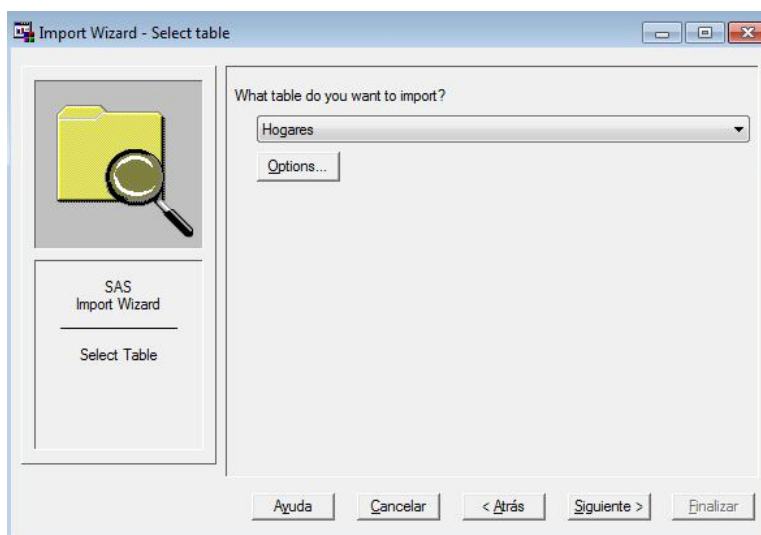 Import Wizard - Select table
What table do you want to import?
Hogares
Options...
SAS
Import Wizard
Select Table
Ayuda
Cancelar
< Atrás
Siguiente >
Finalizar